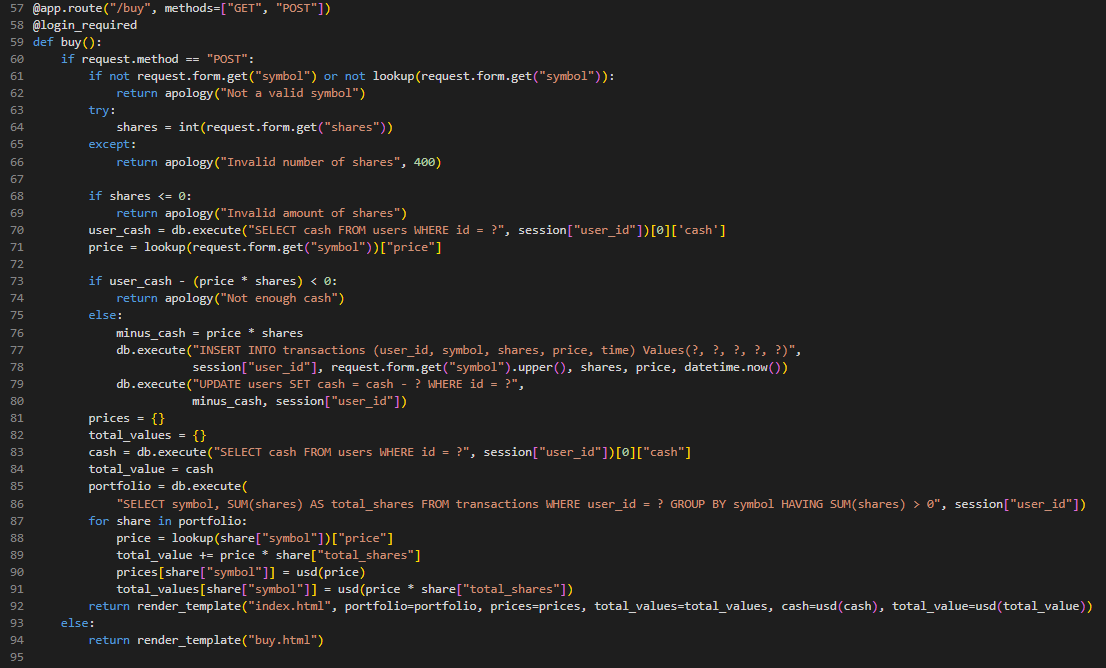 57 @app.route("/buy", methods=["GET", "POST"])
58 @login_required
59 def buy():
60     if request.method == "POST":
61         if not request.form.get("symbol") or not lookup(request.form.get("symbol")):
62             return apology("Not a valid symbol")
63         try:
64             shares = int(request.form.get("shares"))
65         except:
66             return apology("Invalid number of shares", 400)
67
68         if shares <= 0:
69             return apology("Invalid amount of shares")
70         user_cash = db.execute("SELECT cash FROM users WHERE id = ?", session["user_id"])[0]['cash']
71         price = lookup(request.form.get("symbol"))["price"]
72
73         if user_cash - (price * shares) < 0:
74             return apology("Not enough cash")
75         else:
76             minus_cash = price * shares
77             db.execute("INSERT INTO transactions (user_id, symbol, shares, price, time) Values(?, ?, ?, ?, ?)",
78                        session["user_id"], request.form.get("symbol").upper(), shares, price, datetime.now())
79             db.execute("UPDATE users SET cash = cash - ? WHERE id = ?",
80                        minus_cash, session["user_id"])
81         prices = {}
82         total_values = {}
83         cash = db.execute("SELECT cash FROM users WHERE id = ?", session["user_id"])[0]["cash"]
84         total_value = cash
85         portfolio = db.execute(
86             "SELECT symbol, SUM(shares) AS total_shares FROM transactions WHERE user_id = ? GROUP BY symbol HAVING SUM(shares) > 0", session["user_id"])
87         for share in portfolio:
88             price = lookup(share["symbol"])["price"]
89             total_value += price * share["total_shares"]
90             prices[share["symbol"]] = usd(price)
91             total_values[share["symbol"]] = usd(price * share["total_shares"])
92         return render_template("index.html", portfolio=portfolio, prices=prices, total_values=total_values, cash=usd(cash), total_value=usd(total_value))
93     else:
94         return render_template("buy.html")
95